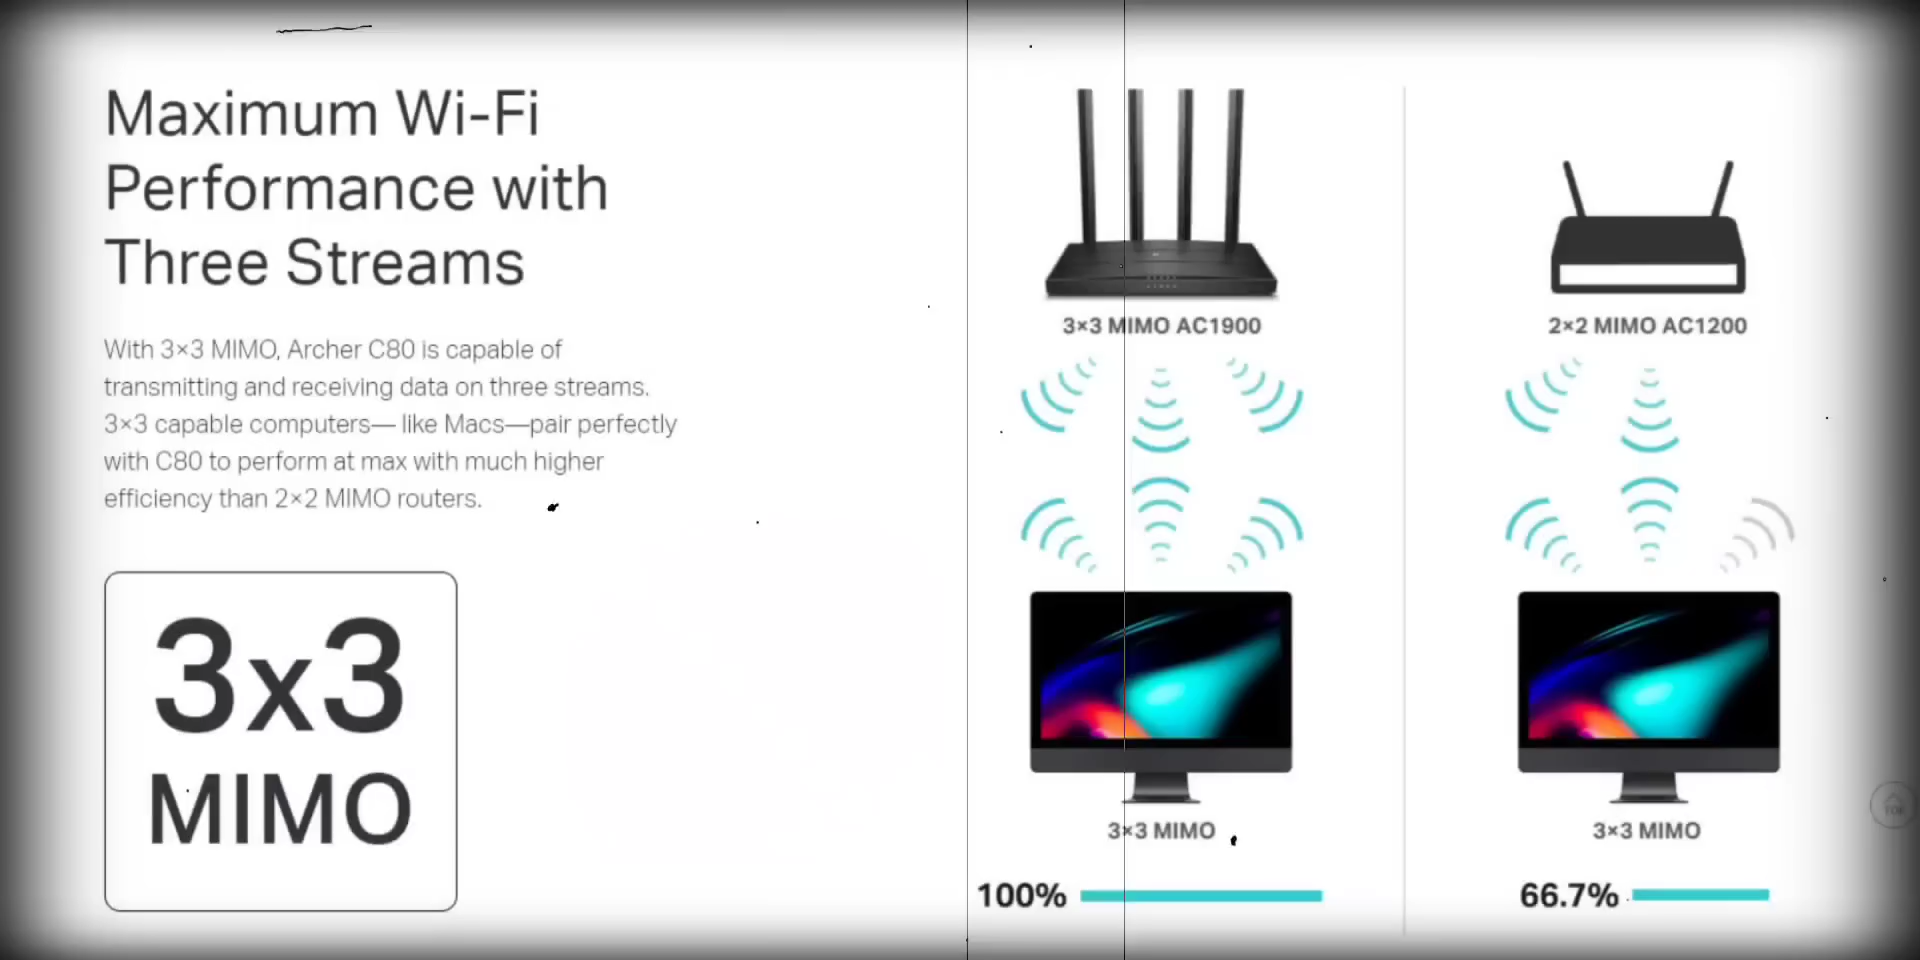 Maximum Wi-Fi
Performance with
Three Streams
With 3×3 MIMO, Archer C80 is capable of
transmitting and receiving data on three streams.
3×3 capable computers— like Macs—pair perfectly
with C80 to perform at max with much higher
efficiency than 2×2 MIMO routers.
3x3
MIMO
3×3 MIMO AC1900
2×2 MIMO AC1200
3×3 MIMO
3×3 MIMO
100%
66.7%
TOP